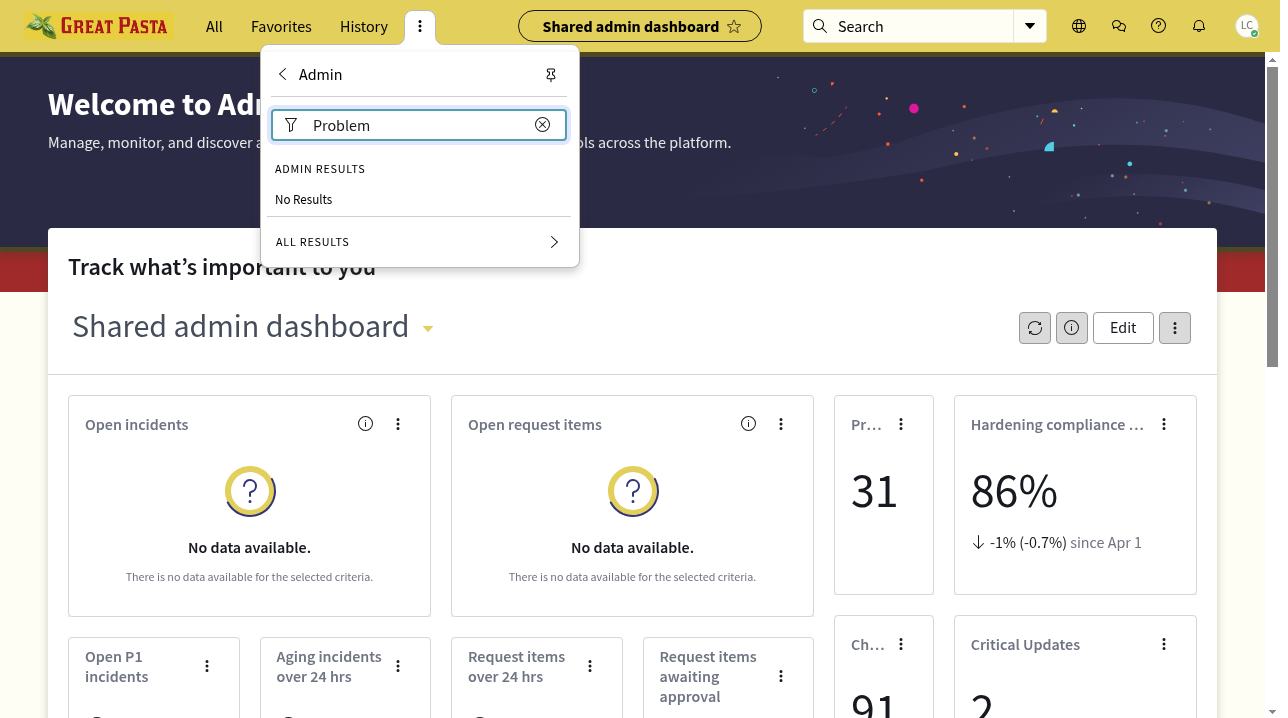 GREAT PASTA
All
Favorites
History
Shared admin dashboard
Search
LC
Admin
Problem
ADMIN RESULTS
No Results
ALL RESULTS
Welcome to Ad
Manage, monitor, and discover a
ols across the platform.
Track what's important to you
Shared admin dashboard
Edit
Open incidents
No data available.
There is no data available for the selected criteria.
Open request items
No data available.
There is no data available for the selected criteria.
Pr...
31
Hardening compliance ...
86%
-1% (-0.7%) since Apr 1
Open P1
incidents
Aging incidents
over 24 hrs
Request items
over 24 hrs
Request items
awaiting
approval
Ch...
91
Critical Updates
2